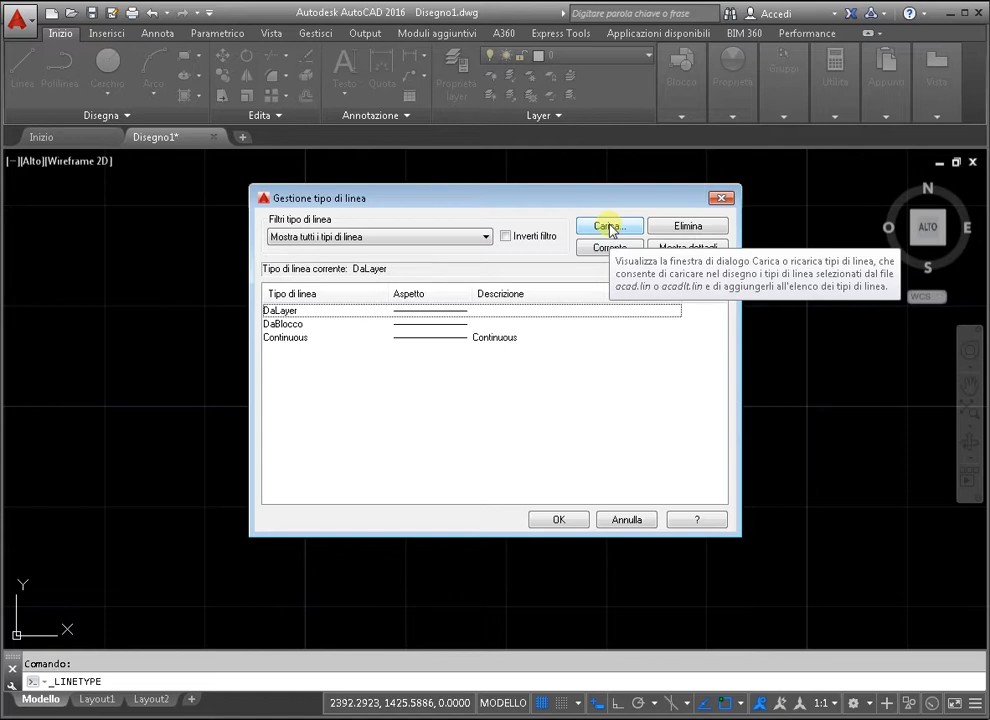 Autodesk AutoCAD 2016 Disegno1.dwg
Digitare parola chiave o frase
Accedi
Inizio Inserisci Annota Parametrico Vista Gestisci Output Moduli aggiuntivi A360 Express Tools Applicazioni disponibili BIM 360 Performance
Linea Polilinea Cerchio Arco Testo Quota Proprietà layer Blocco Proprietà Gruppi Utilità Appunti Vista
0
Disegna Edita Annotazione Layer
Inizio Disegno1*
[−][Alto][Wireframe 2D]
N
O ALTO E
S
WCS
Gestione tipo di linea
Filtri tipo di linea
Mostra tutti i tipi di linea Inverti filtro
Carica... Elimina
Corrente Mostra dettagli
Tipo di linea corrente: DaLayer
Visualizza la finestra di dialogo Carica o ricarica tipi di linea, che
consente di caricare nel disegno i tipi di linea selezionati dal file
acad.lin o acadlt.lin e di aggiungerli all'elenco dei tipi di linea.
Tipo di linea Aspetto Descrizione
DaLayer
DaBlocco
Continuous Continuous
OK Annulla ?
Y
X
Comando:
_LINETYPE
Modello Layout1 Layout2 +
2392.2923, 1425.5886, 0.0000 MODELLO 1:1